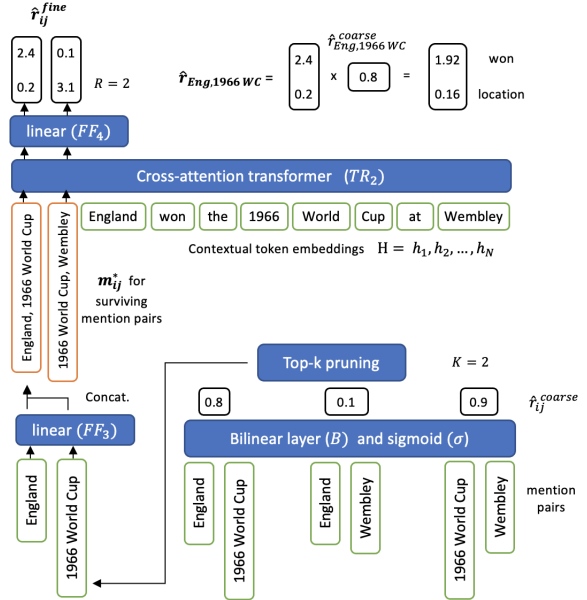 r̂ᵢⱼ^fine
2.4 0.1
0.2 3.1 R = 2
r̂_Eng,1966 WC = 2.4 0.2 x r̂^coarse_Eng,1966 WC 0.8 = 1.92 won
0.16 location
linear (FF₄)
Cross-attention transformer (TR₂)
England won the 1966 World Cup at Wembley
Contextual token embeddings H = h₁, h₂, ..., h_N
England, 1966 World Cup
1966 World Cup, Wembley
m*ᵢⱼ for
surviving
mention pairs
Top-k pruning K = 2
Concat.
0.8 0.1 0.9 r̂ᵢⱼ^coarse
linear (FF₃)
Bilinear layer (B) and sigmoid (σ)
England
1966 World Cup
England
1966 World Cup
England
Wembley
1966 World Cup
Wembley
mention
pairs